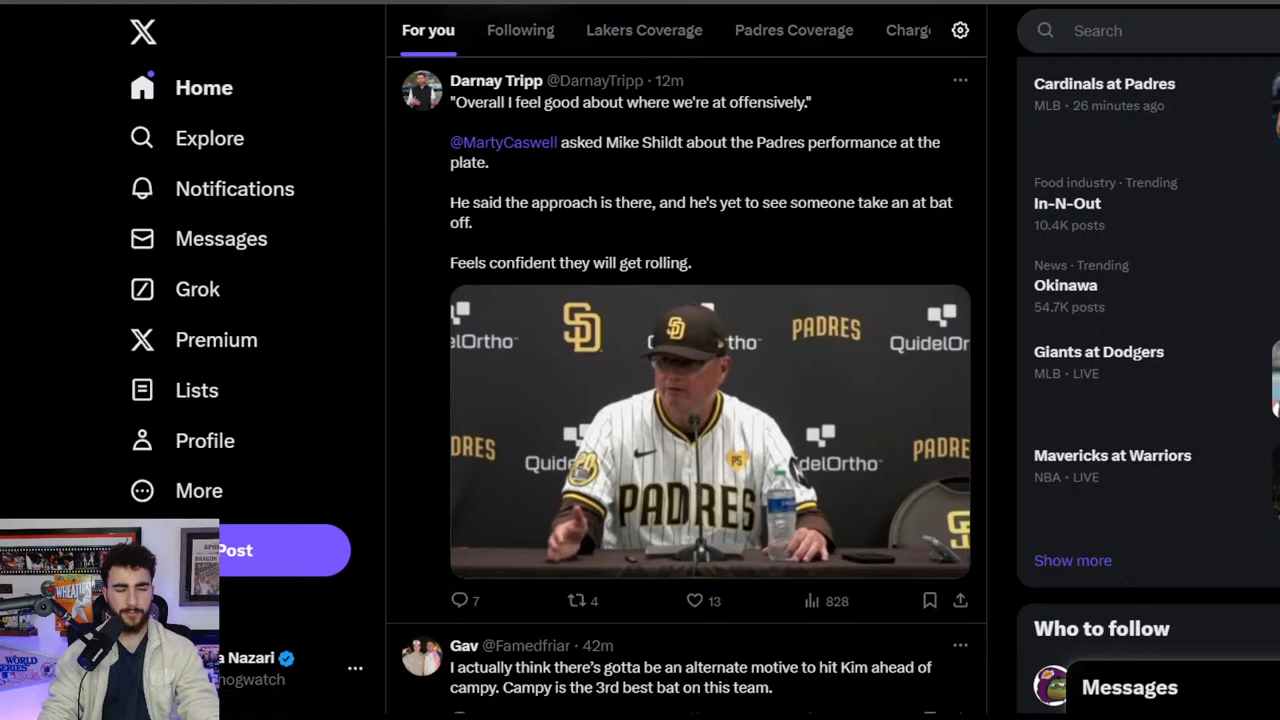 For you
Following
Lakers Coverage
Padres Coverage
Search
Home
Explore
Notifications
Messages
Grok
Premium
Lists
Profile
More
Post
a Nazari
hogwatch
Darnay Tripp @DarnayTripp · 12m
"Overall I feel good about where we're at offensively."
@MartyCaswell asked Mike Shildt about the Padres performance at the
plate.
He said the approach is there, and he's yet to see someone take an at bat
off.
Feels confident they will get rolling.
SD
PADRES
QuidelOrtho
PADRES
7
4
13
828
Gav @Famedfriar · 42m
I actually think there's gotta be an alternate motive to hit Kim ahead of
campy. Campy is the 3rd best bat on this team.
Cardinals at Padres
MLB · 26 minutes ago
Food industry · Trending
In-N-Out
10.4K posts
News · Trending
Okinawa
54.7K posts
Giants at Dodgers
MLB · LIVE
Mavericks at Warriors
NBA · LIVE
Show more
Who to follow
Messages
WHEATIES
WORLD
SERIES